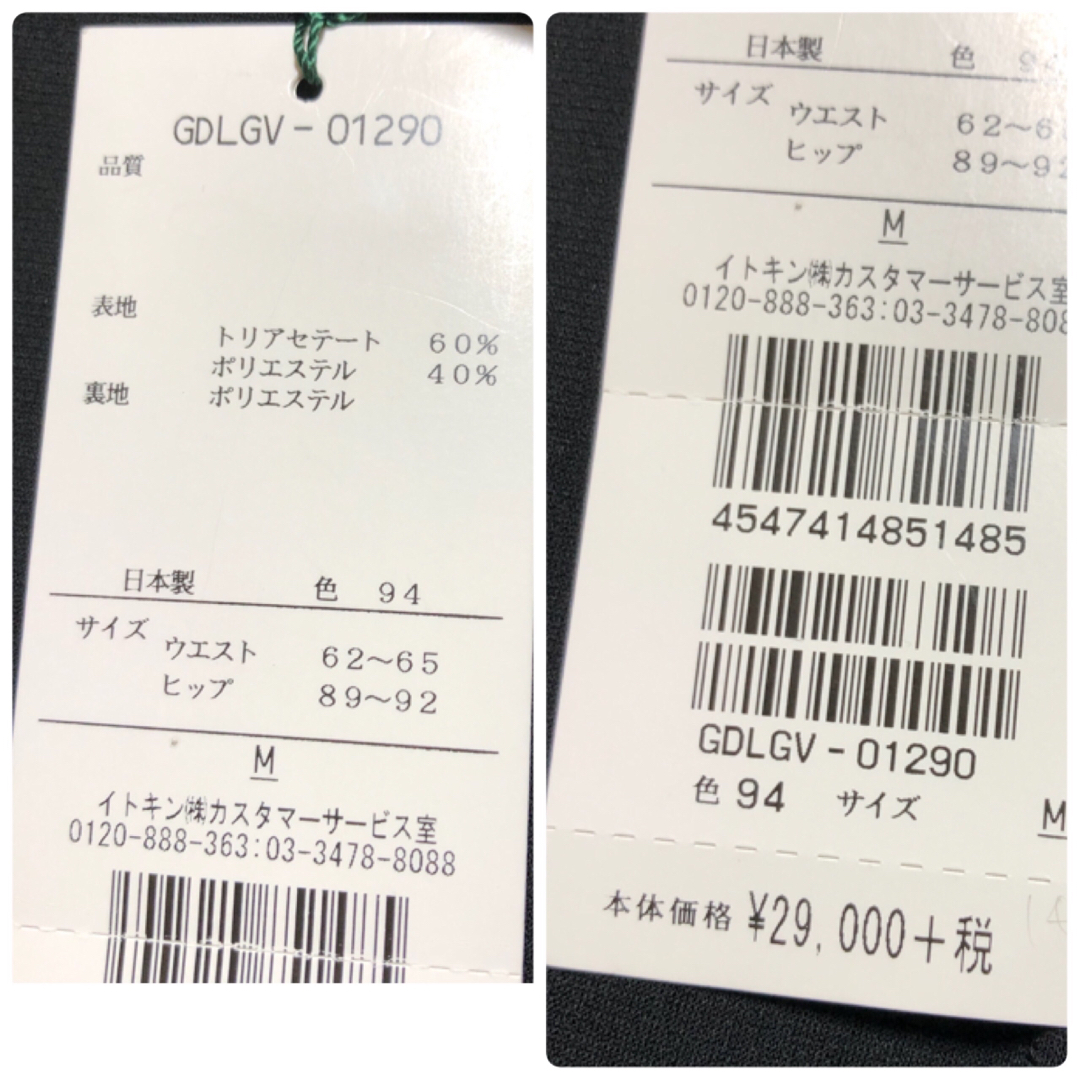 GDLGV-01290
品質
表地
トリアセテート 60%
ポリエステル 40%
裏地 ポリエステル
日本製 色 94
サイズ
ウエスト 62~65
ヒップ 89~92
M
イトキン㈱カスタマーサービス室
0120-888-363:03-3478-8088
日本製 色 94
サイズ
ウエスト 62~6
ヒップ 89~92
M
イトキン㈱カスタマーサービス室
0120-888-363:03-3478-808
4547414851485
GDLGV-01290
色 94 サイズ M
本体価格 ¥29,000+税